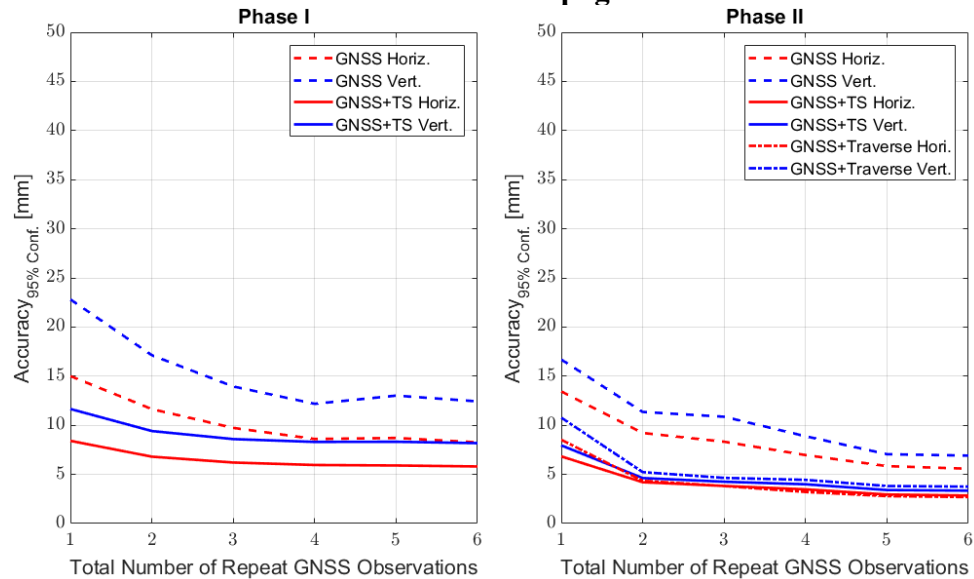 Phase I
50
45
40
35
30
25
20
15
10
5
0
1 2 3 4 5 6
Accuracy95% Conf. [mm]
Total Number of Repeat GNSS Observations
GNSS Horiz.
GNSS Vert.
GNSS+TS Horiz.
GNSS+TS Vert.
Phase II
50
45
40
35
30
25
20
15
10
5
0
1 2 3 4 5 6
Accuracy95% Conf. [mm]
Total Number of Repeat GNSS Observations
GNSS Horiz.
GNSS Vert.
GNSS+TS Horiz.
GNSS+TS Vert.
GNSS+Traverse Hori.
GNSS+Traverse Vert.